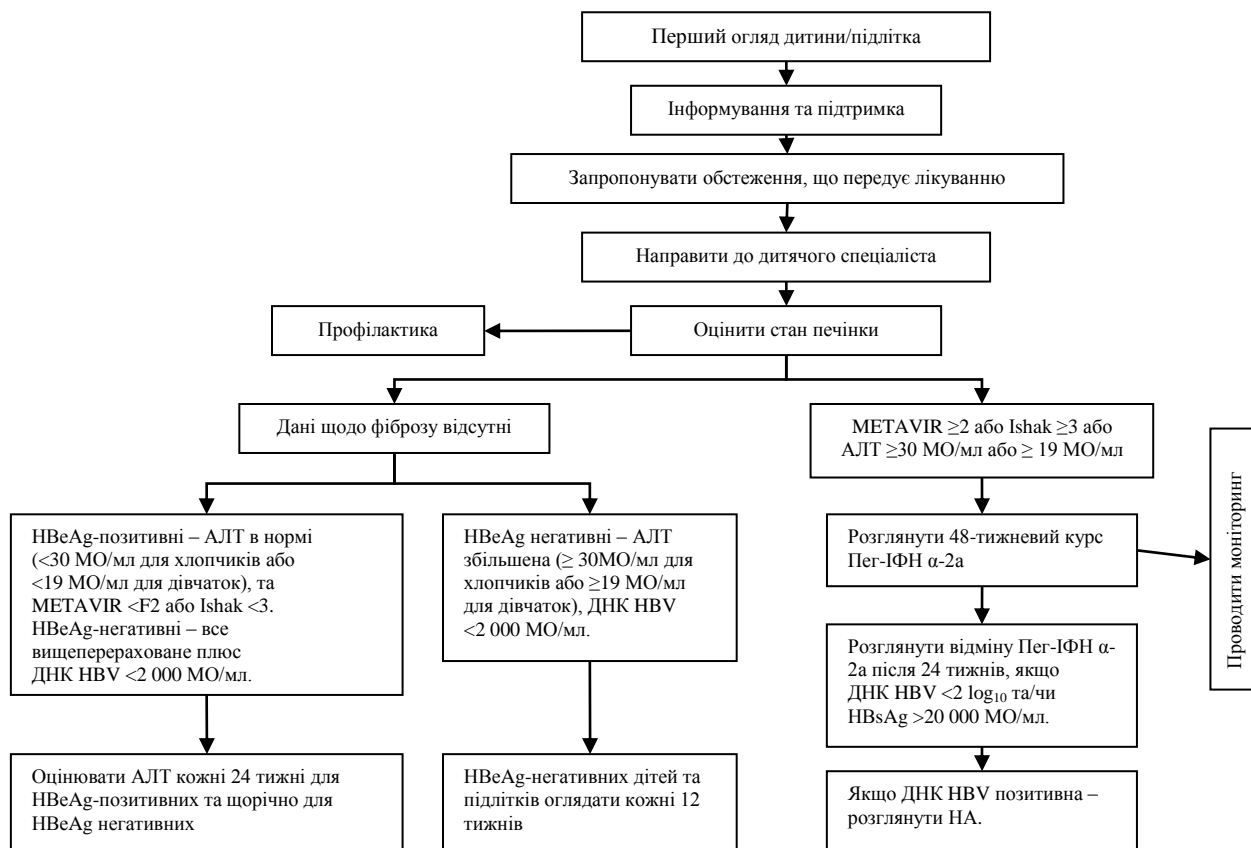 Перший огляд дитини/підлітка
Інформування та підтримка
Запропонувати обстеження, що передує лікуванню
Направити до дитячого спеціаліста
Профілактика
Оцінити стан печінки
Дані щодо фіброзу відсутні
METAVIR ≥2 або Ishak ≥3 або
АЛТ ≥30 МО/мл або ≥ 19 МО/мл
Проводити моніторинг
HBeAg-позитивні – АЛТ в нормі
(<30 МО/мл для хлопчиків або
<19 МО/мл для дівчаток), та
METAVIR <F2 або Ishak <3.
HBeAg-негативні – все
вищеперераховане плюс
ДНК HBV <2 000 МО/мл.
HBeAg негативні – АЛТ
збільшена (≥ 30МО/мл для
хлопчиків або ≥19 МО/мл
для дівчаток), ДНК HBV
<2 000 МО/мл.
Розглянути 48-тижневий курс
Пег-ІФН α-2a
Розглянути відміну Пег-ІФН α-
2a після 24 тижнів, якщо
ДНК HBV <2 log₁₀ та/чи
HBsAg >20 000 МО/мл.
Оцінювати АЛТ кожні 24 тижні для
HBeAg-позитивних та щорічно для
HBeAg негативних
HBeAg-негативних дітей та
підлітків оглядати кожні 12
тижнів
Якщо ДНК HBV позитивна –
розглянути НА.